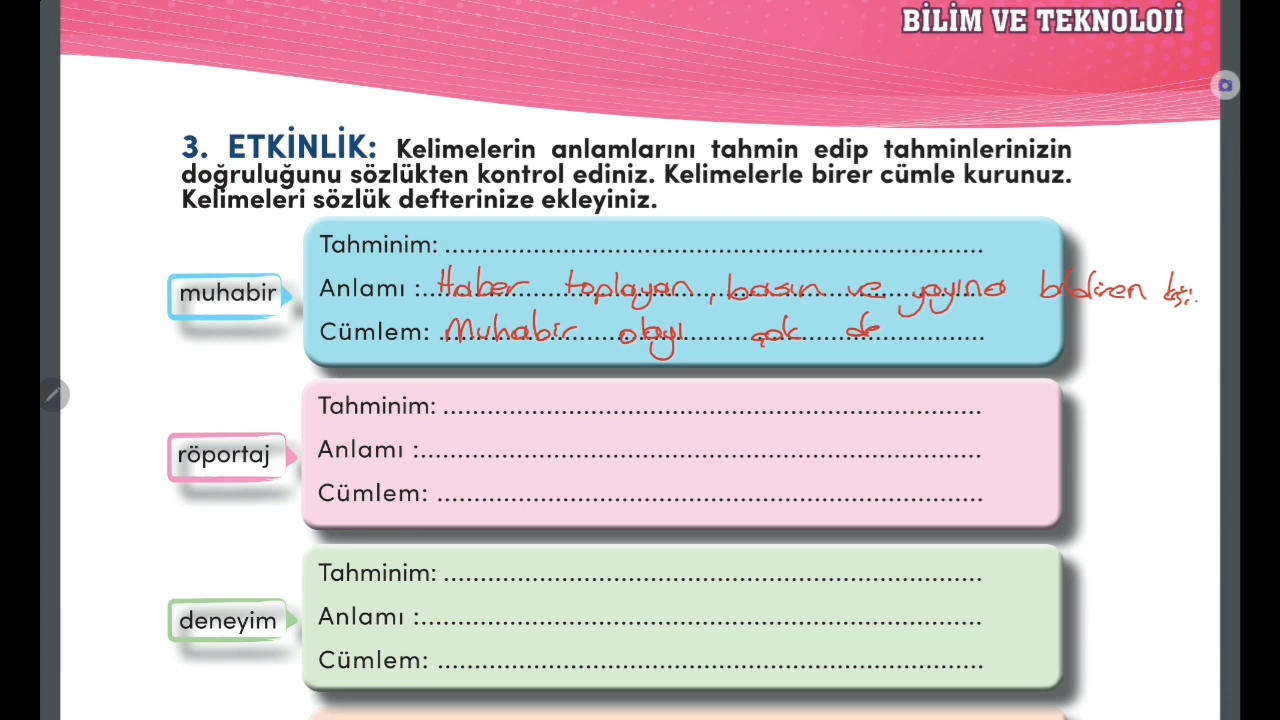 BİLİM VE TEKNOLOJİ
3. ETKİNLİK: Kelimelerin anlamlarını tahmin edip tahminlerinizin
doğruluğunu sözlükten kontrol ediniz. Kelimelerle birer cümle kurunuz.
Kelimeleri sözlük defterinize ekleyiniz.
muhabir
Tahminim: ........................................................................
Anlamı :Haber toplayan, basın ve yayına bildiren kişi.
Cümlem: Muhabir olayı çok de
röportaj
Tahminim: ........................................................................
Anlamı :...........................................................................
Cümlem: .........................................................................
deneyim
Tahminim: ........................................................................
Anlamı :...........................................................................
Cümlem: .........................................................................